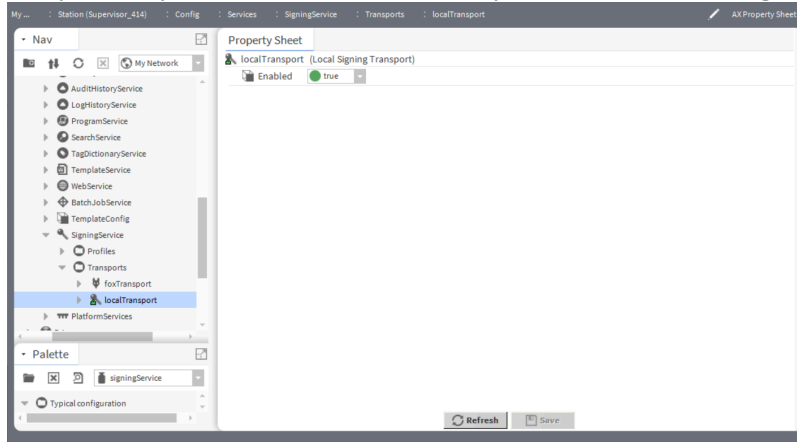 My ... : Station (Supervisor_414) : Config : Services : SigningService : Transports : localTransport AX Property Sheet
Nav
My Network
AuditHistoryService
LogHistoryService
ProgramService
SearchService
TagDictionaryService
TemplateService
WebService
BatchJobService
TemplateConfig
SigningService
Profiles
Transports
foxTransport
localTransport
PlatformServices
Palette
signingService
Typical configuration
Property Sheet
localTransport (Local Signing Transport)
Enabled true
Refresh Save